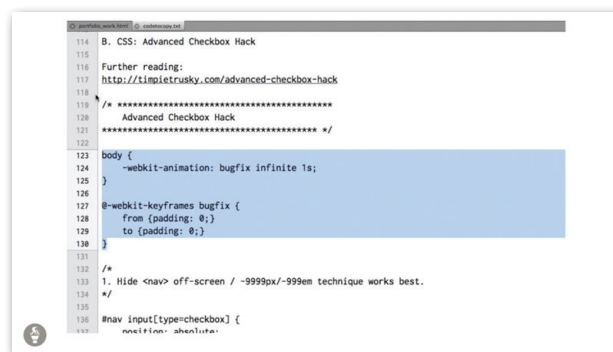 portfolio_work.html codetocopy.txt
114 B. CSS: Advanced Checkbox Hack
115
116 Further reading:
117 http://timpietrusky.com/advanced-checkbox-hack
118
119 /* *******************************************
120 Advanced Checkbox Hack
121 ******************************************* */
122
123 body {
124 -webkit-animation: bugfix infinite 1s;
125 }
126
127 @-webkit-keyframes bugfix {
128 from {padding: 0;}
129 to {padding: 0;}
130 }
131
132 /*
133 1. Hide <nav> off-screen / -9999px/-999em technique works best.
134 */
135
136 #nav input[type=checkbox] {
137 position: absolute;